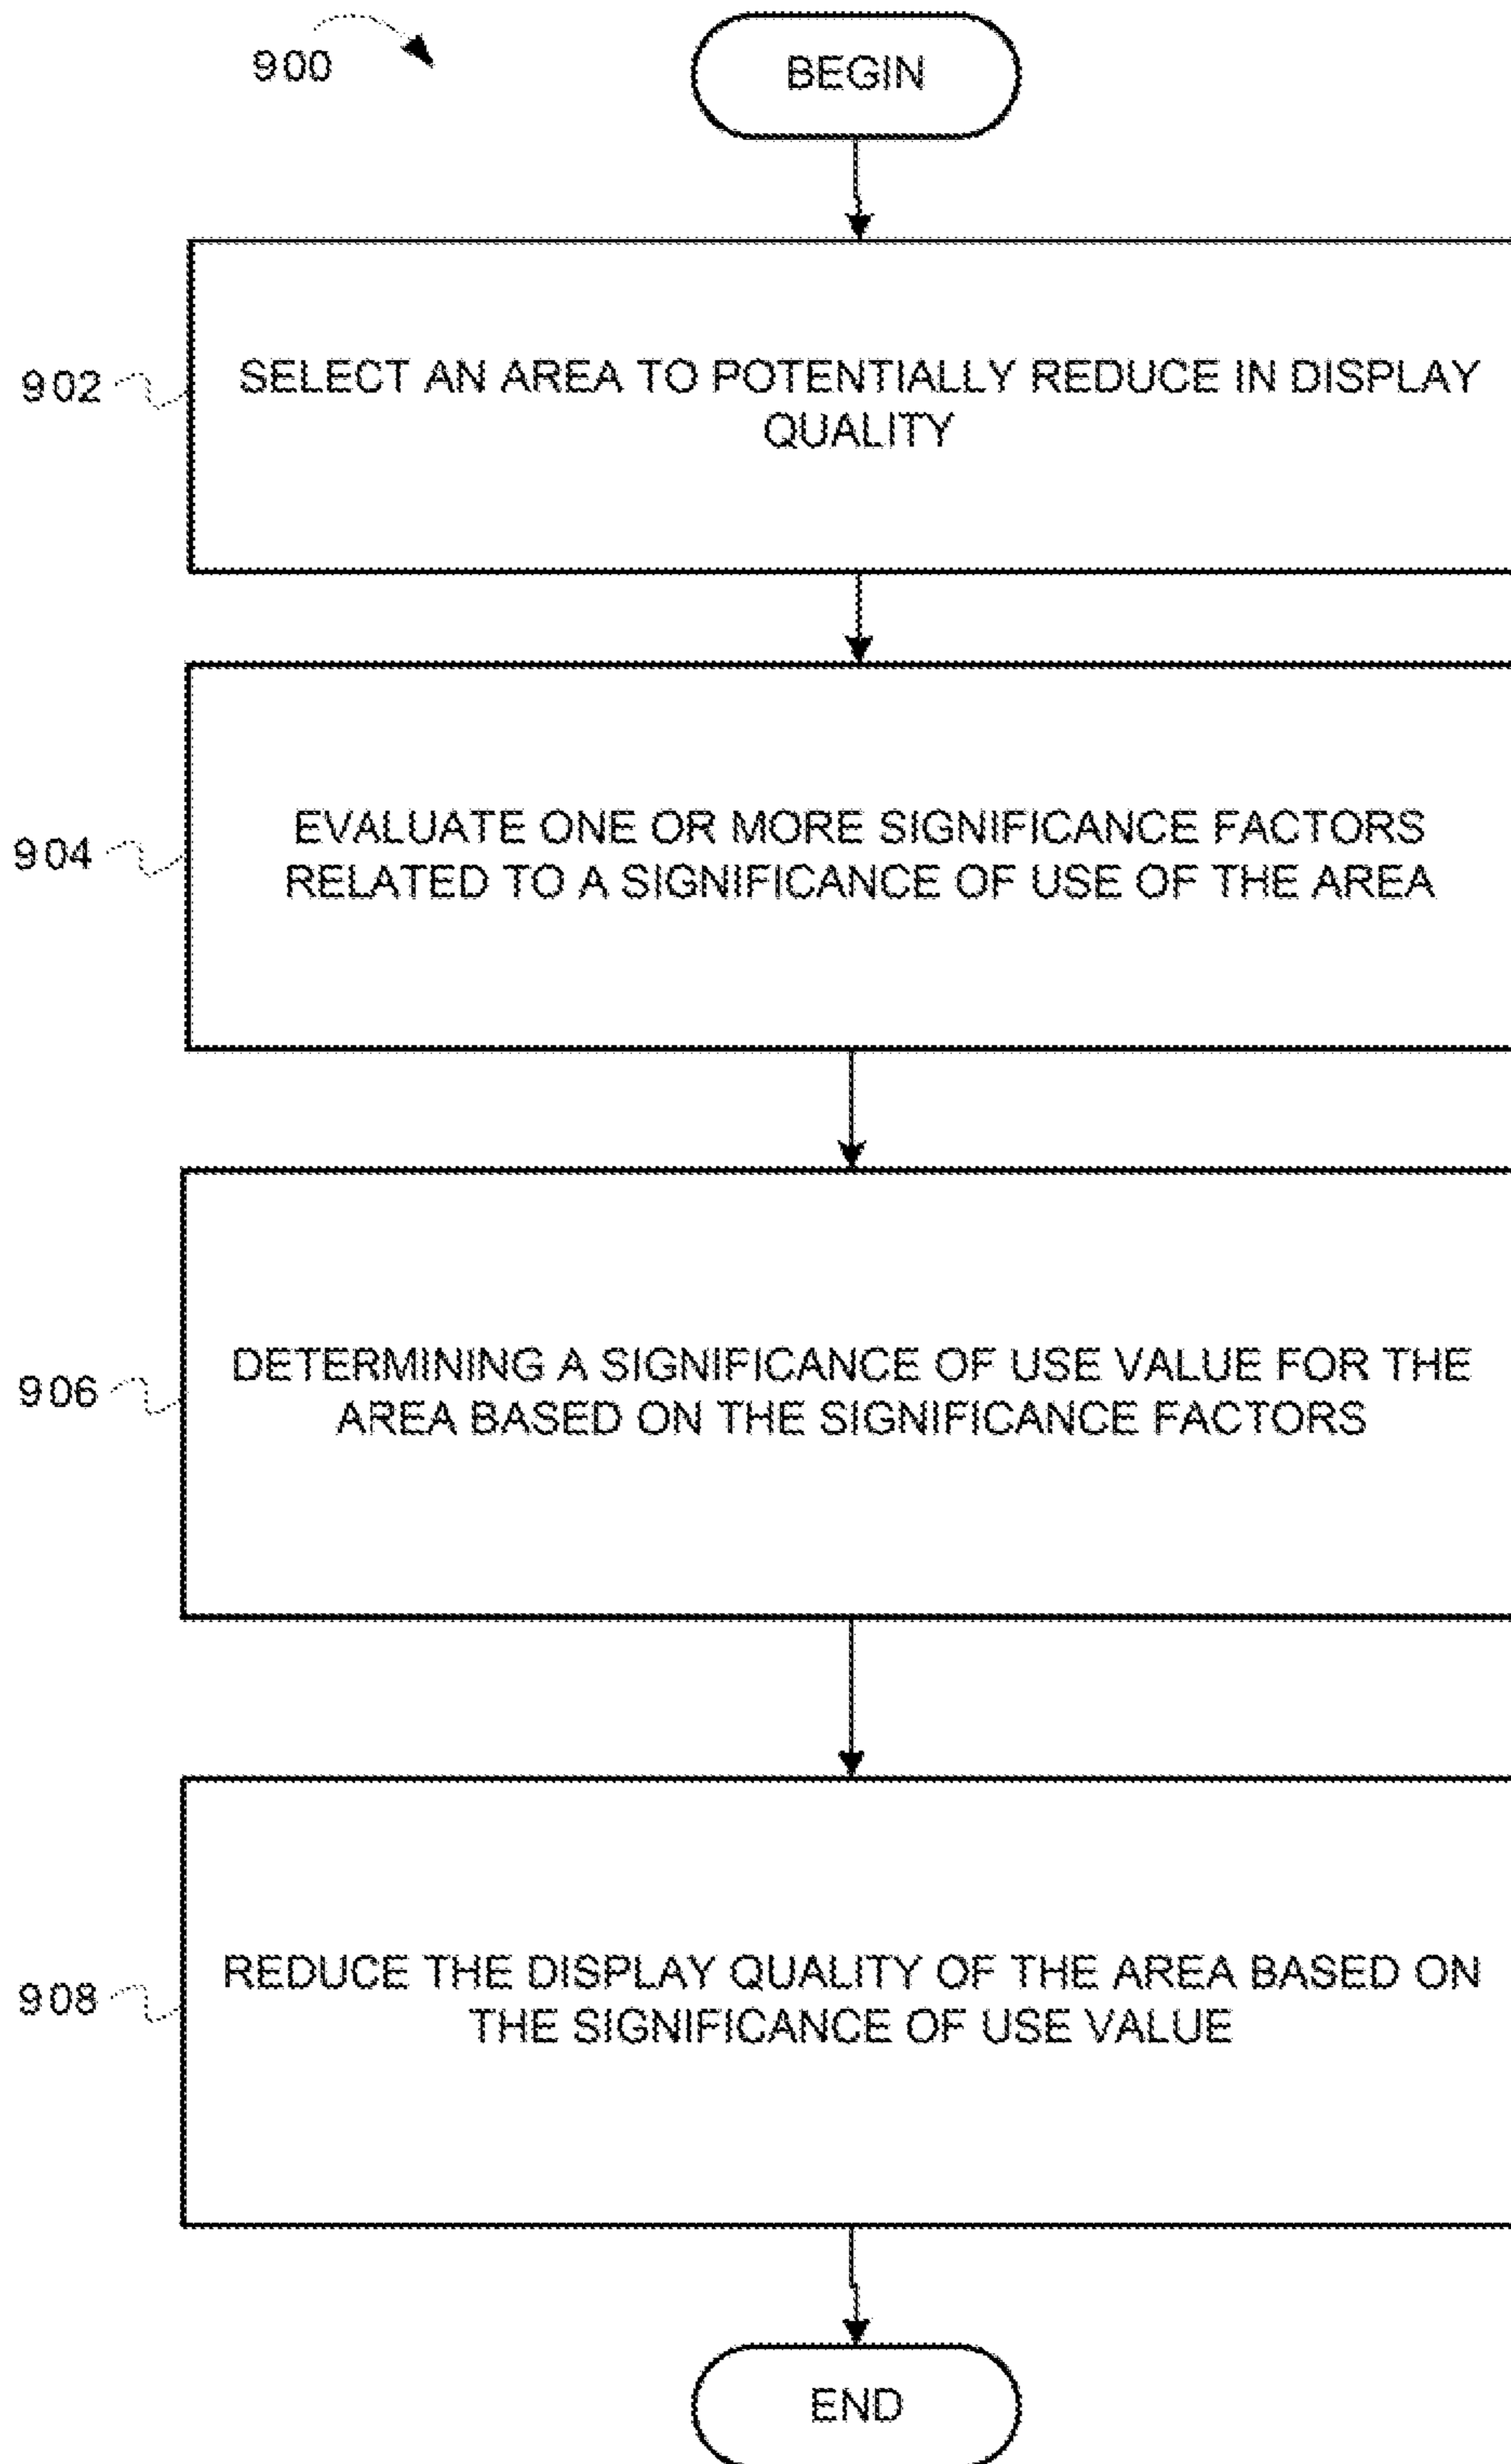 900
BEGIN
902
SELECT AN AREA TO POTENTIALLY REDUCE IN DISPLAY
QUALITY
904
EVALUATE ONE OR MORE SIGNIFICANCE FACTORS
RELATED TO A SIGNIFICANCE OF USE OF THE AREA
906
DETERMINING A SIGNIFICANCE OF USE VALUE FOR THE
AREA BASED ON THE SIGNIFICANCE FACTORS
908
REDUCE THE DISPLAY QUALITY OF THE AREA BASED ON
THE SIGNIFICANCE OF USE VALUE
END